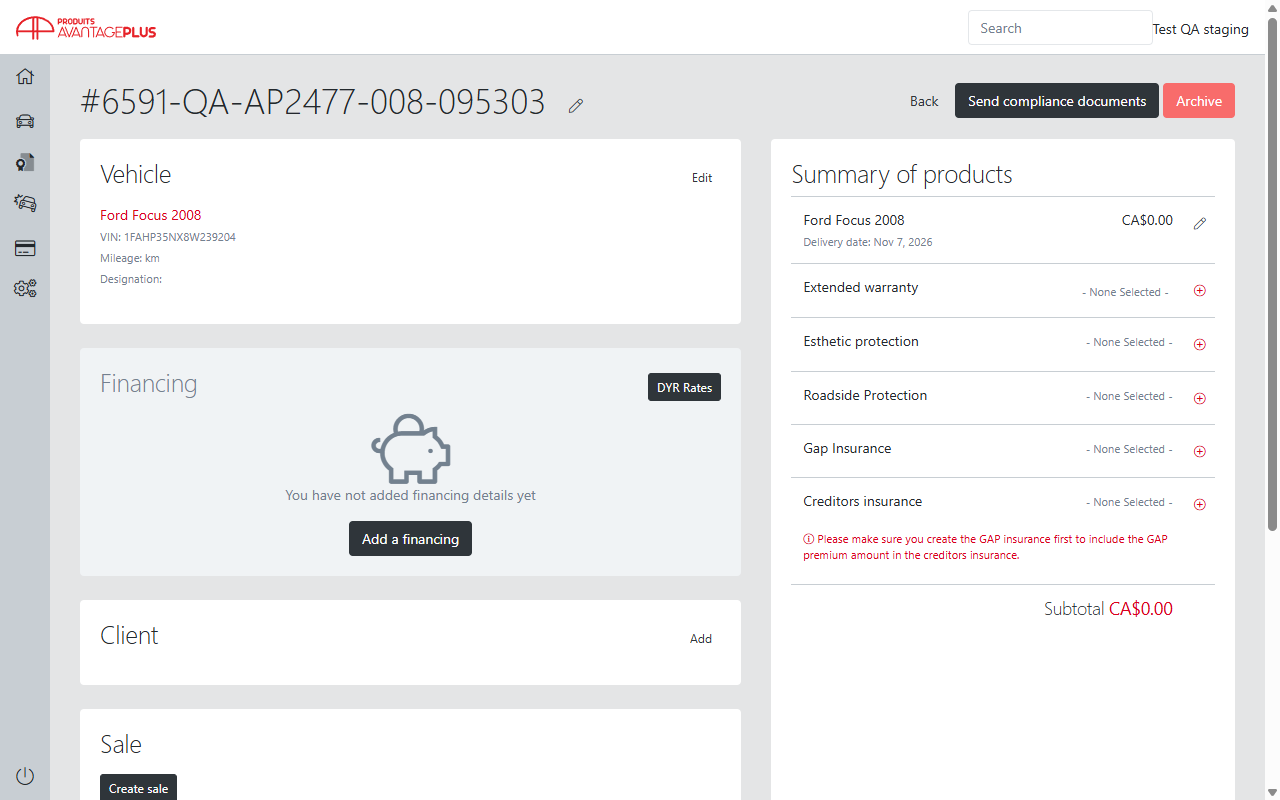 PRODUITS
AVANTAGEPLUS
Search
Test QA staging
#6591-QA-AP2477-008-095303
Back
Send compliance documents
Archive
Vehicle
Edit
Ford Focus 2008
VIN: 1FAHP35NX8W239204
Mileage: km
Designation:
Financing
DYR Rates
You have not added financing details yet
Add a financing
Client
Add
Sale
Create sale
Summary of products
Ford Focus 2008
CA$0.00
Delivery date: Nov 7, 2026
Extended warranty
- None Selected -
Esthetic protection
- None Selected -
Roadside Protection
- None Selected -
Gap Insurance
- None Selected -
Creditors insurance
- None Selected -
Please make sure you create the GAP insurance first to include the GAP
premium amount in the creditors insurance.
Subtotal CA$0.00